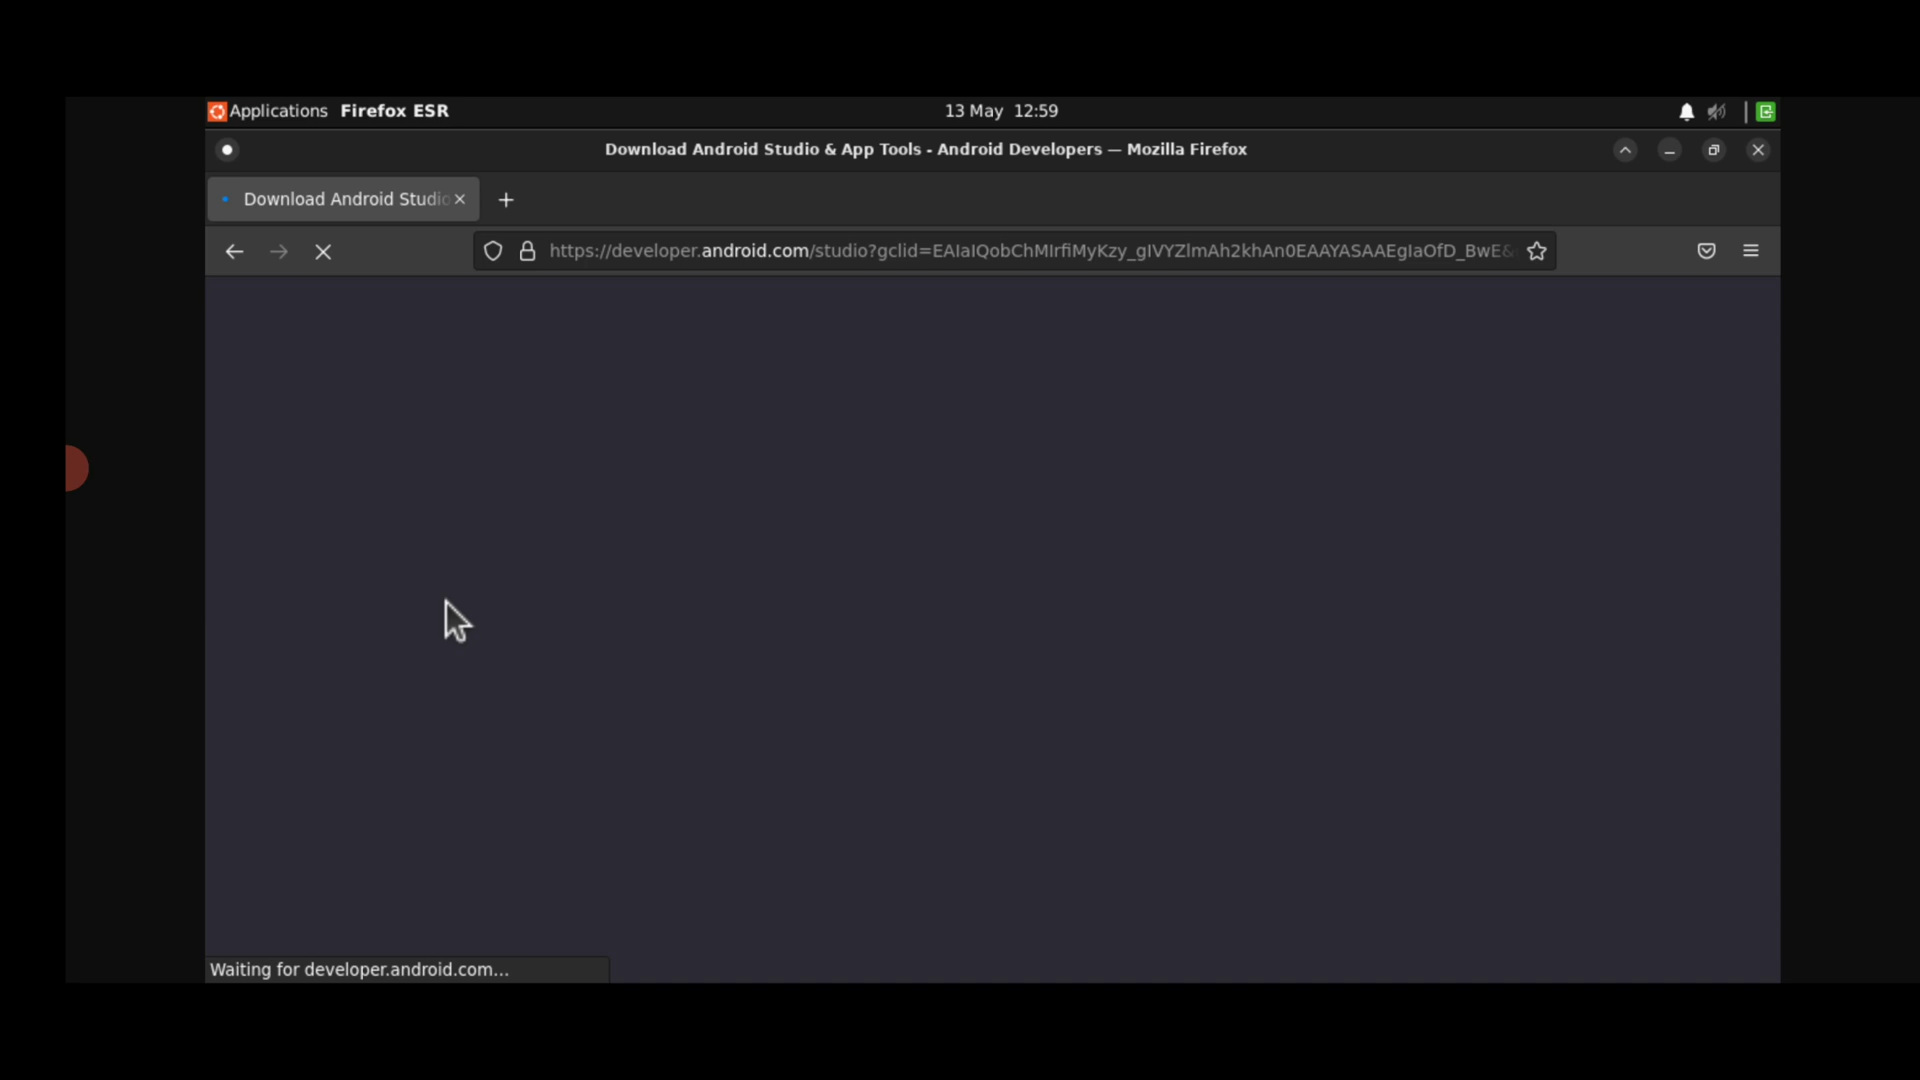 Applications Firefox ESR 13 May 12:59
Download Android Studio & App Tools - Android Developers — Mozilla Firefox
Download Android Studio
https://developer.android.com/studio?gclid=EAIaIQobChMIrfiMyKzy_gIVYZlmAh2khAn0EAAYASAAEgIaOfD_BwE&
Waiting for developer.android.com...